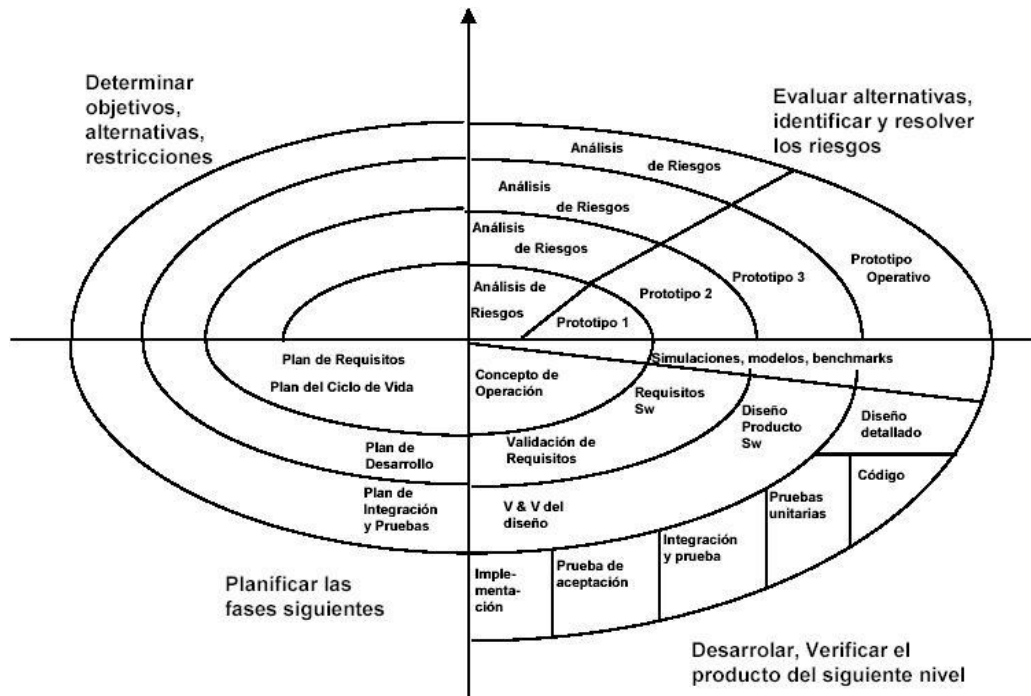 Determinar
objetivos,
alternativas,
restricciones
Evaluar alternativas,
identificar y resolver
los riesgos
Análisis
de Riesgos
Análisis
de Riesgos
Análisis
de Riesgos
Análisis de
Riesgos
Prototipo 1
Prototipo 2
Prototipo 3
Prototipo
Operativo
Simulaciones, modelos, benchmarks
Plan de Requisitos
Plan del Ciclo de Vida
Concepto de
Operación
Requisitos
Sw
Diseño
Producto
Sw
Diseño
detallado
Plan de
Desarrollo
Validación de
Requisitos
Código
Plan de
Integración
y Pruebas
V & V del
diseño
Pruebas
unitarias
Integración
y prueba
Prueba de
aceptación
Imple-
menta-
ción
Planificar las
fases siguientes
Desarrolar, Verificar el
producto del siguiente nivel